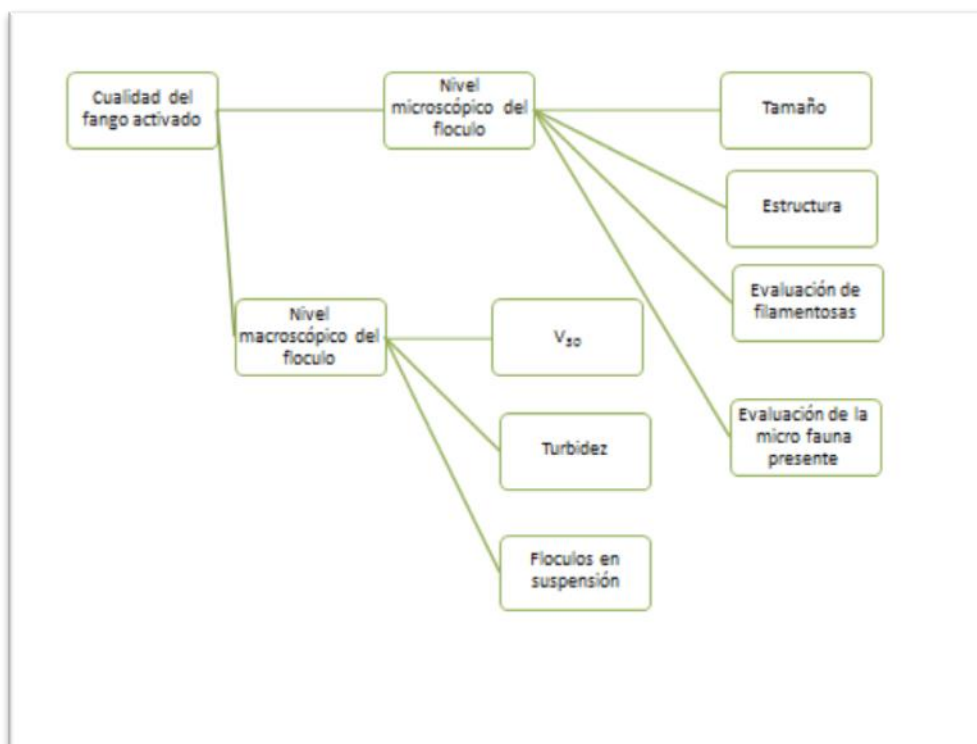 Cualidad del
fango activado
Nivel
microscópico del
floculo
Tamaño
Estructura
Evaluación de
filamentosas
Evaluación de la
micro fauna
presente
Nivel
macroscópico del
floculo
V₃₀
Turbidez
Floculos en
suspensión